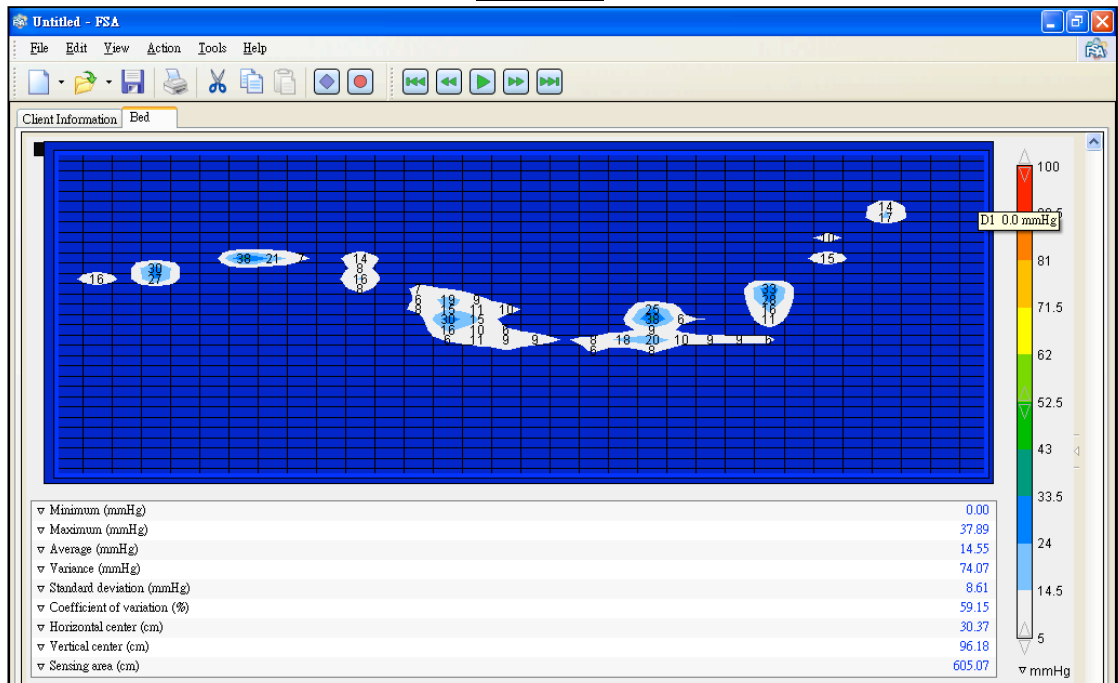 Untitled - FSA
File Edit View Action Tools Help
FSA
Client Information Bed
100
14
17
D1 0.0 mmHg
10
38 21 7 14 15
81
30 8
16 27 16
8
7 33
6 19 9 28
8 15 11 10 25 16
71.5
30 15 38 6 11
16 10 6 9
6 11 9 9 8 18 20 10 9 9 6
6 8
62
52.5
43
33.5
24
14.5
5
mmHg
Minimum (mmHg) 0.00
Maximum (mmHg) 37.89
Average (mmHg) 14.55
Variance (mmHg) 74.07
Standard deviation (mmHg) 8.61
Coefficient of variation (%) 59.15
Horizontal center (cm) 30.37
Vertical center (cm) 96.18
Sensing area (cm) 605.07